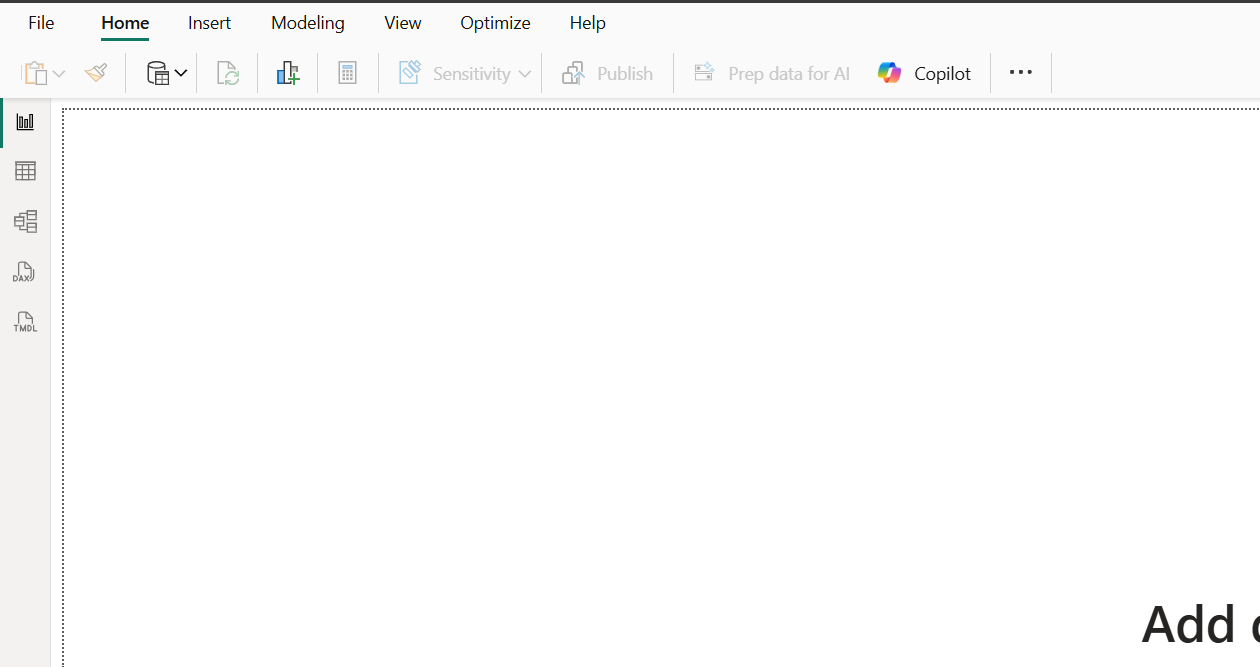 File Home Insert Modeling View Optimize Help
Sensitivity Publish Prep data for AI Copilot
DAX
TMDL
Add